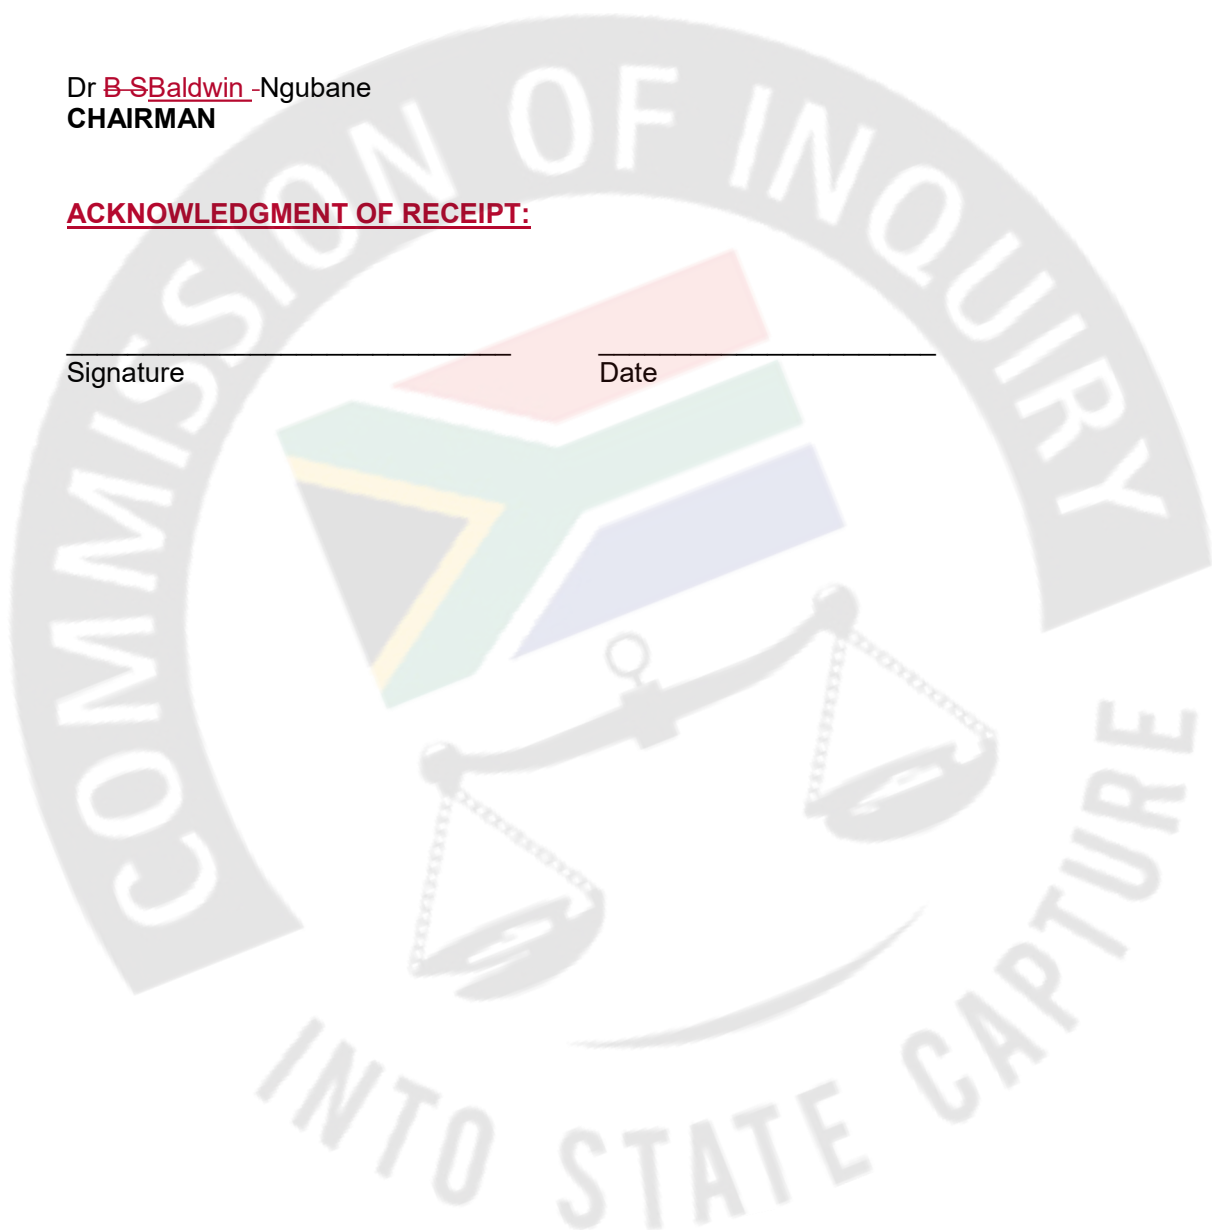 Dr B SBaldwin -Ngubane
CHAIRMAN
ACKNOWLEDGMENT OF RECEIPT:
Signature Date
COMMISSION OF INQUIRY
INTO STATE CAPTURE